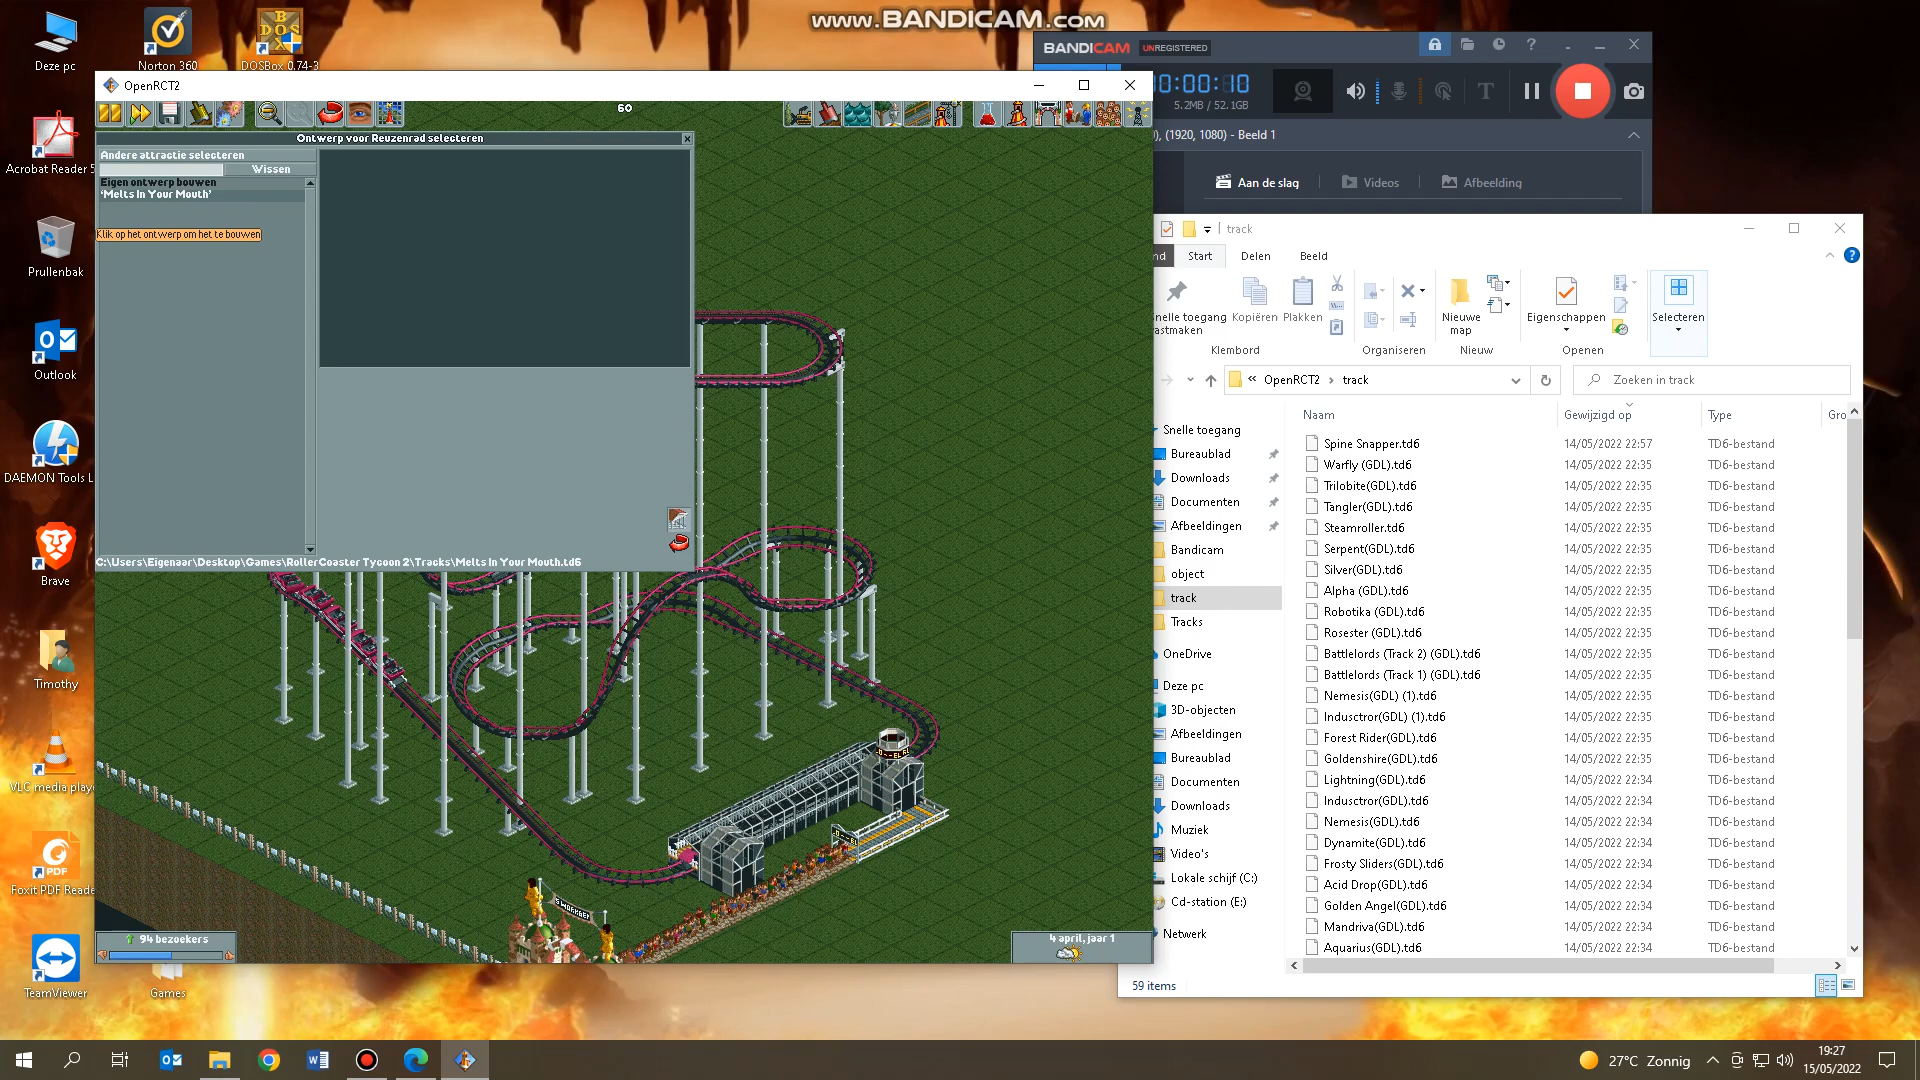 www.BANDICAM.com
Deze pc
Norton 360
DOSBox 0.74-3
Acrobat Reader 5
Prullenbak
Outlook
DAEMON Tools L
Brave
Timothy
VLC media playe
Foxit PDF Reade
TeamViewer
Games
OpenRCT2
60
Ontwerp voor Reuzenrad selecteren
Andere attractie selecteren
Wissen
Eigen ontwerp bouwen
'Melts In Your Mouth'
Klik op het ontwerp om het te bouwen
C:\Users\Eigenaar\Desktop\Games\RollerCoaster Tycoon 2\Tracks\Melts In Your Mouth.td6
94 bezoekers
4 april, jaar 1
BANDICAM UNREGISTERED
00:00:10
5.2MB / 52.1GB
), (1920, 1080) - Beeld 1
Aan de slag
Videos
Afbeelding
track
nd
Start
Delen
Beeld
Snelle toegang
vastmaken
Kopiëren
Plakken
Klembord
Organiseren
Nieuwe
map
Nieuw
Eigenschappen
Openen
Selecteren
« OpenRCT2 › track
Zoeken in track
Snelle toegang
Bureaublad
Downloads
Documenten
Afbeeldingen
Bandicam
object
track
Tracks
OneDrive
Deze pc
3D-objecten
Afbeeldingen
Bureaublad
Documenten
Downloads
Muziek
Video's
Lokale schijf (C:)
Cd-station (E:)
Netwerk
Naam Gewijzigd op Type Gro
Spine Snapper.td6 14/05/2022 22:57 TD6-bestand
Warfly (GDL).td6 14/05/2022 22:35 TD6-bestand
Trilobite(GDL).td6 14/05/2022 22:35 TD6-bestand
Tangler(GDL).td6 14/05/2022 22:35 TD6-bestand
Steamroller.td6 14/05/2022 22:35 TD6-bestand
Serpent(GDL).td6 14/05/2022 22:35 TD6-bestand
Silver(GDL).td6 14/05/2022 22:35 TD6-bestand
Alpha (GDL).td6 14/05/2022 22:35 TD6-bestand
Robotika (GDL).td6 14/05/2022 22:35 TD6-bestand
Rosester (GDL).td6 14/05/2022 22:35 TD6-bestand
Battlelords (Track 2) (GDL).td6 14/05/2022 22:35 TD6-bestand
Battlelords (Track 1) (GDL).td6 14/05/2022 22:35 TD6-bestand
Nemesis(GDL) (1).td6 14/05/2022 22:35 TD6-bestand
Indusctror(GDL) (1).td6 14/05/2022 22:35 TD6-bestand
Forest Rider(GDL).td6 14/05/2022 22:35 TD6-bestand
Goldenshire(GDL).td6 14/05/2022 22:35 TD6-bestand
Lightning(GDL).td6 14/05/2022 22:34 TD6-bestand
Indusctror(GDL).td6 14/05/2022 22:34 TD6-bestand
Nemesis(GDL).td6 14/05/2022 22:34 TD6-bestand
Dynamite(GDL).td6 14/05/2022 22:34 TD6-bestand
Frosty Sliders(GDL).td6 14/05/2022 22:34 TD6-bestand
Acid Drop(GDL).td6 14/05/2022 22:34 TD6-bestand
Golden Angel(GDL).td6 14/05/2022 22:34 TD6-bestand
Mandriva(GDL).td6 14/05/2022 22:34 TD6-bestand
Aquarius(GDL).td6 14/05/2022 22:34 TD6-bestand
59 items
27°C Zonnig
19:27
15/05/2022